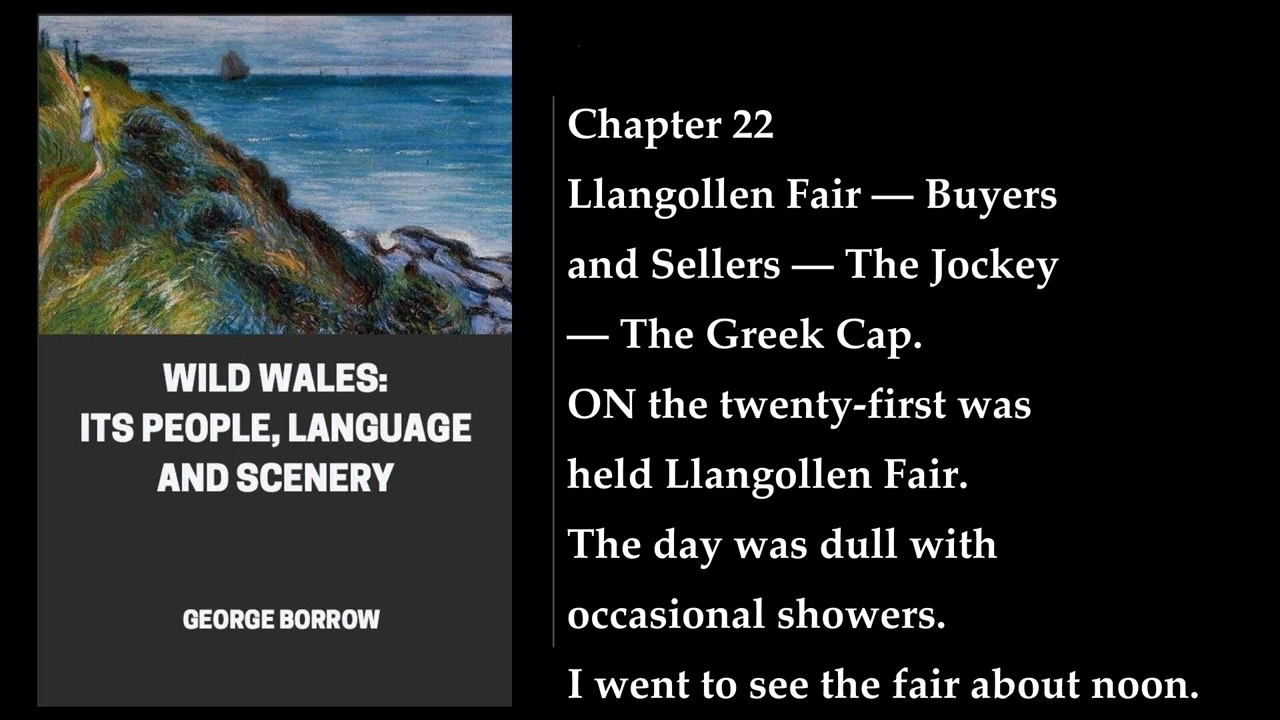 WILD WALES:
ITS PEOPLE, LANGUAGE
AND SCENERY
GEORGE BORROW
Chapter 22
Llangollen Fair — Buyers
and Sellers — The Jockey
— The Greek Cap.
ON the twenty-first was
held Llangollen Fair.
The day was dull with
occasional showers.
I went to see the fair about noon.